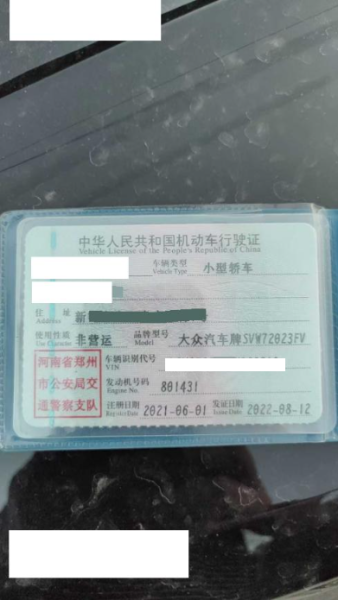 中华人民共和国机动车行驶证
Vehicle License of the People's Republic of China
车辆类型 小型轿车
Vehicle Type
住 址 新
Address
使用性质 非营运 品牌型号 大众汽车牌SVW72023FV
Use Character Model
河南省郑州
市公安局交
通警察支队
车辆识别代号
VIN
发动机号码 801431
Engine No.
注册日期 2021-06-01 发证日期 2022-08-12
Register Date Issue Date